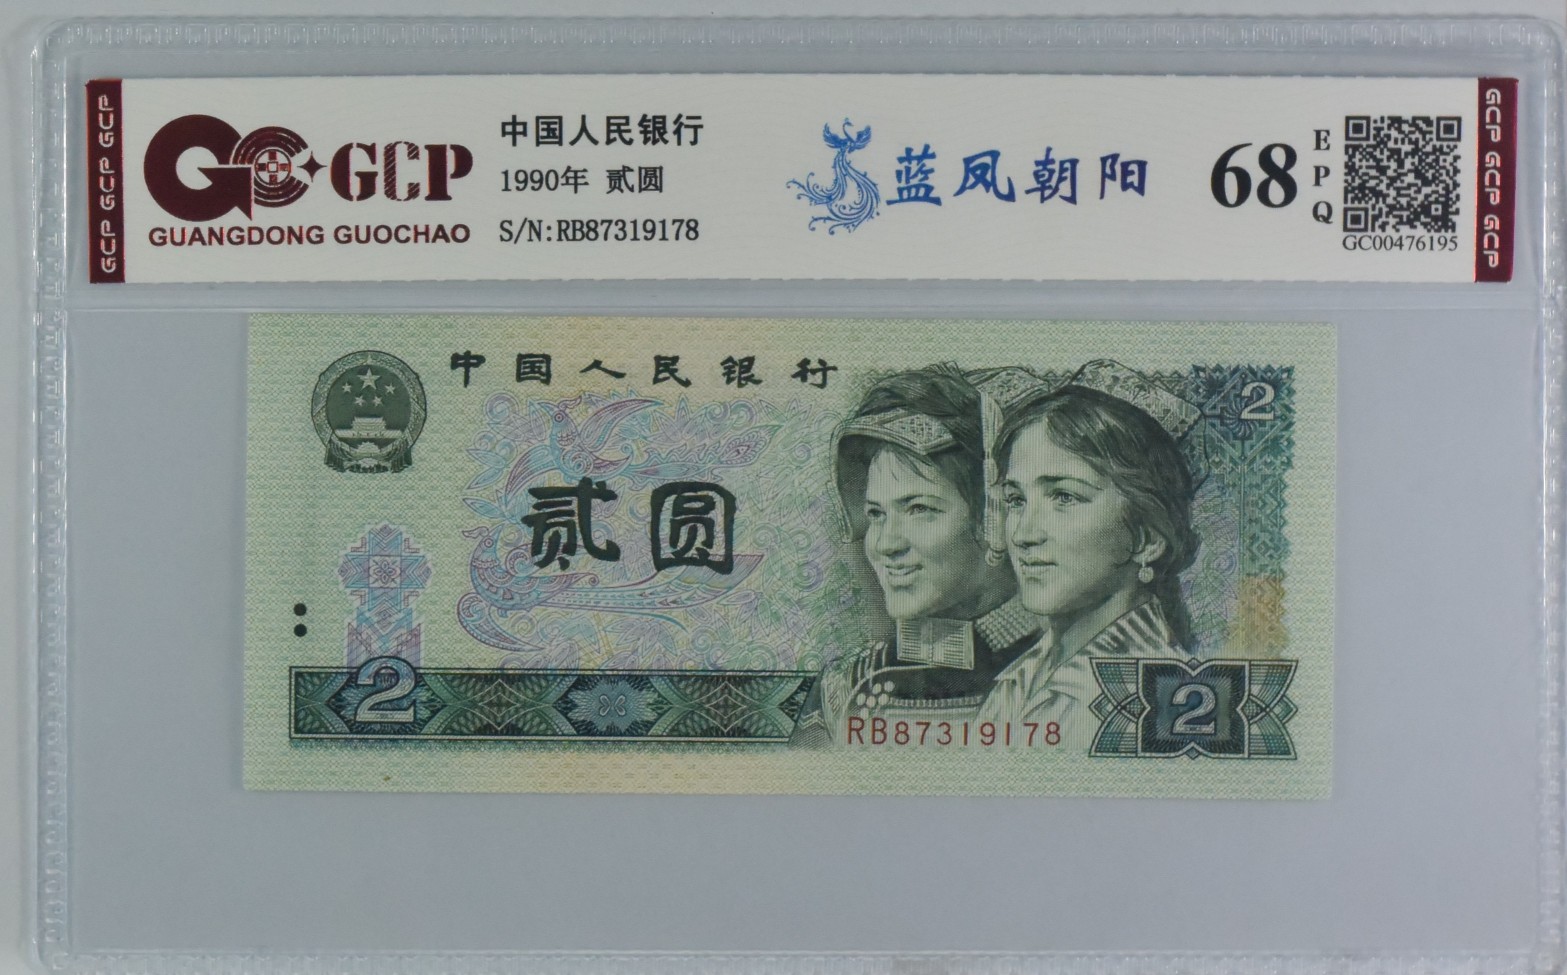 GCP GCP GCP
GCP
GUANGDONG GUOCHAO
中国人民银行
1990年 贰圆
S/N:RB87319178
蓝凤朝阳
68
EPQ
GC00476195
GCP GCP GCP
中国人民银行
2
贰圆
2
RB87319178
2